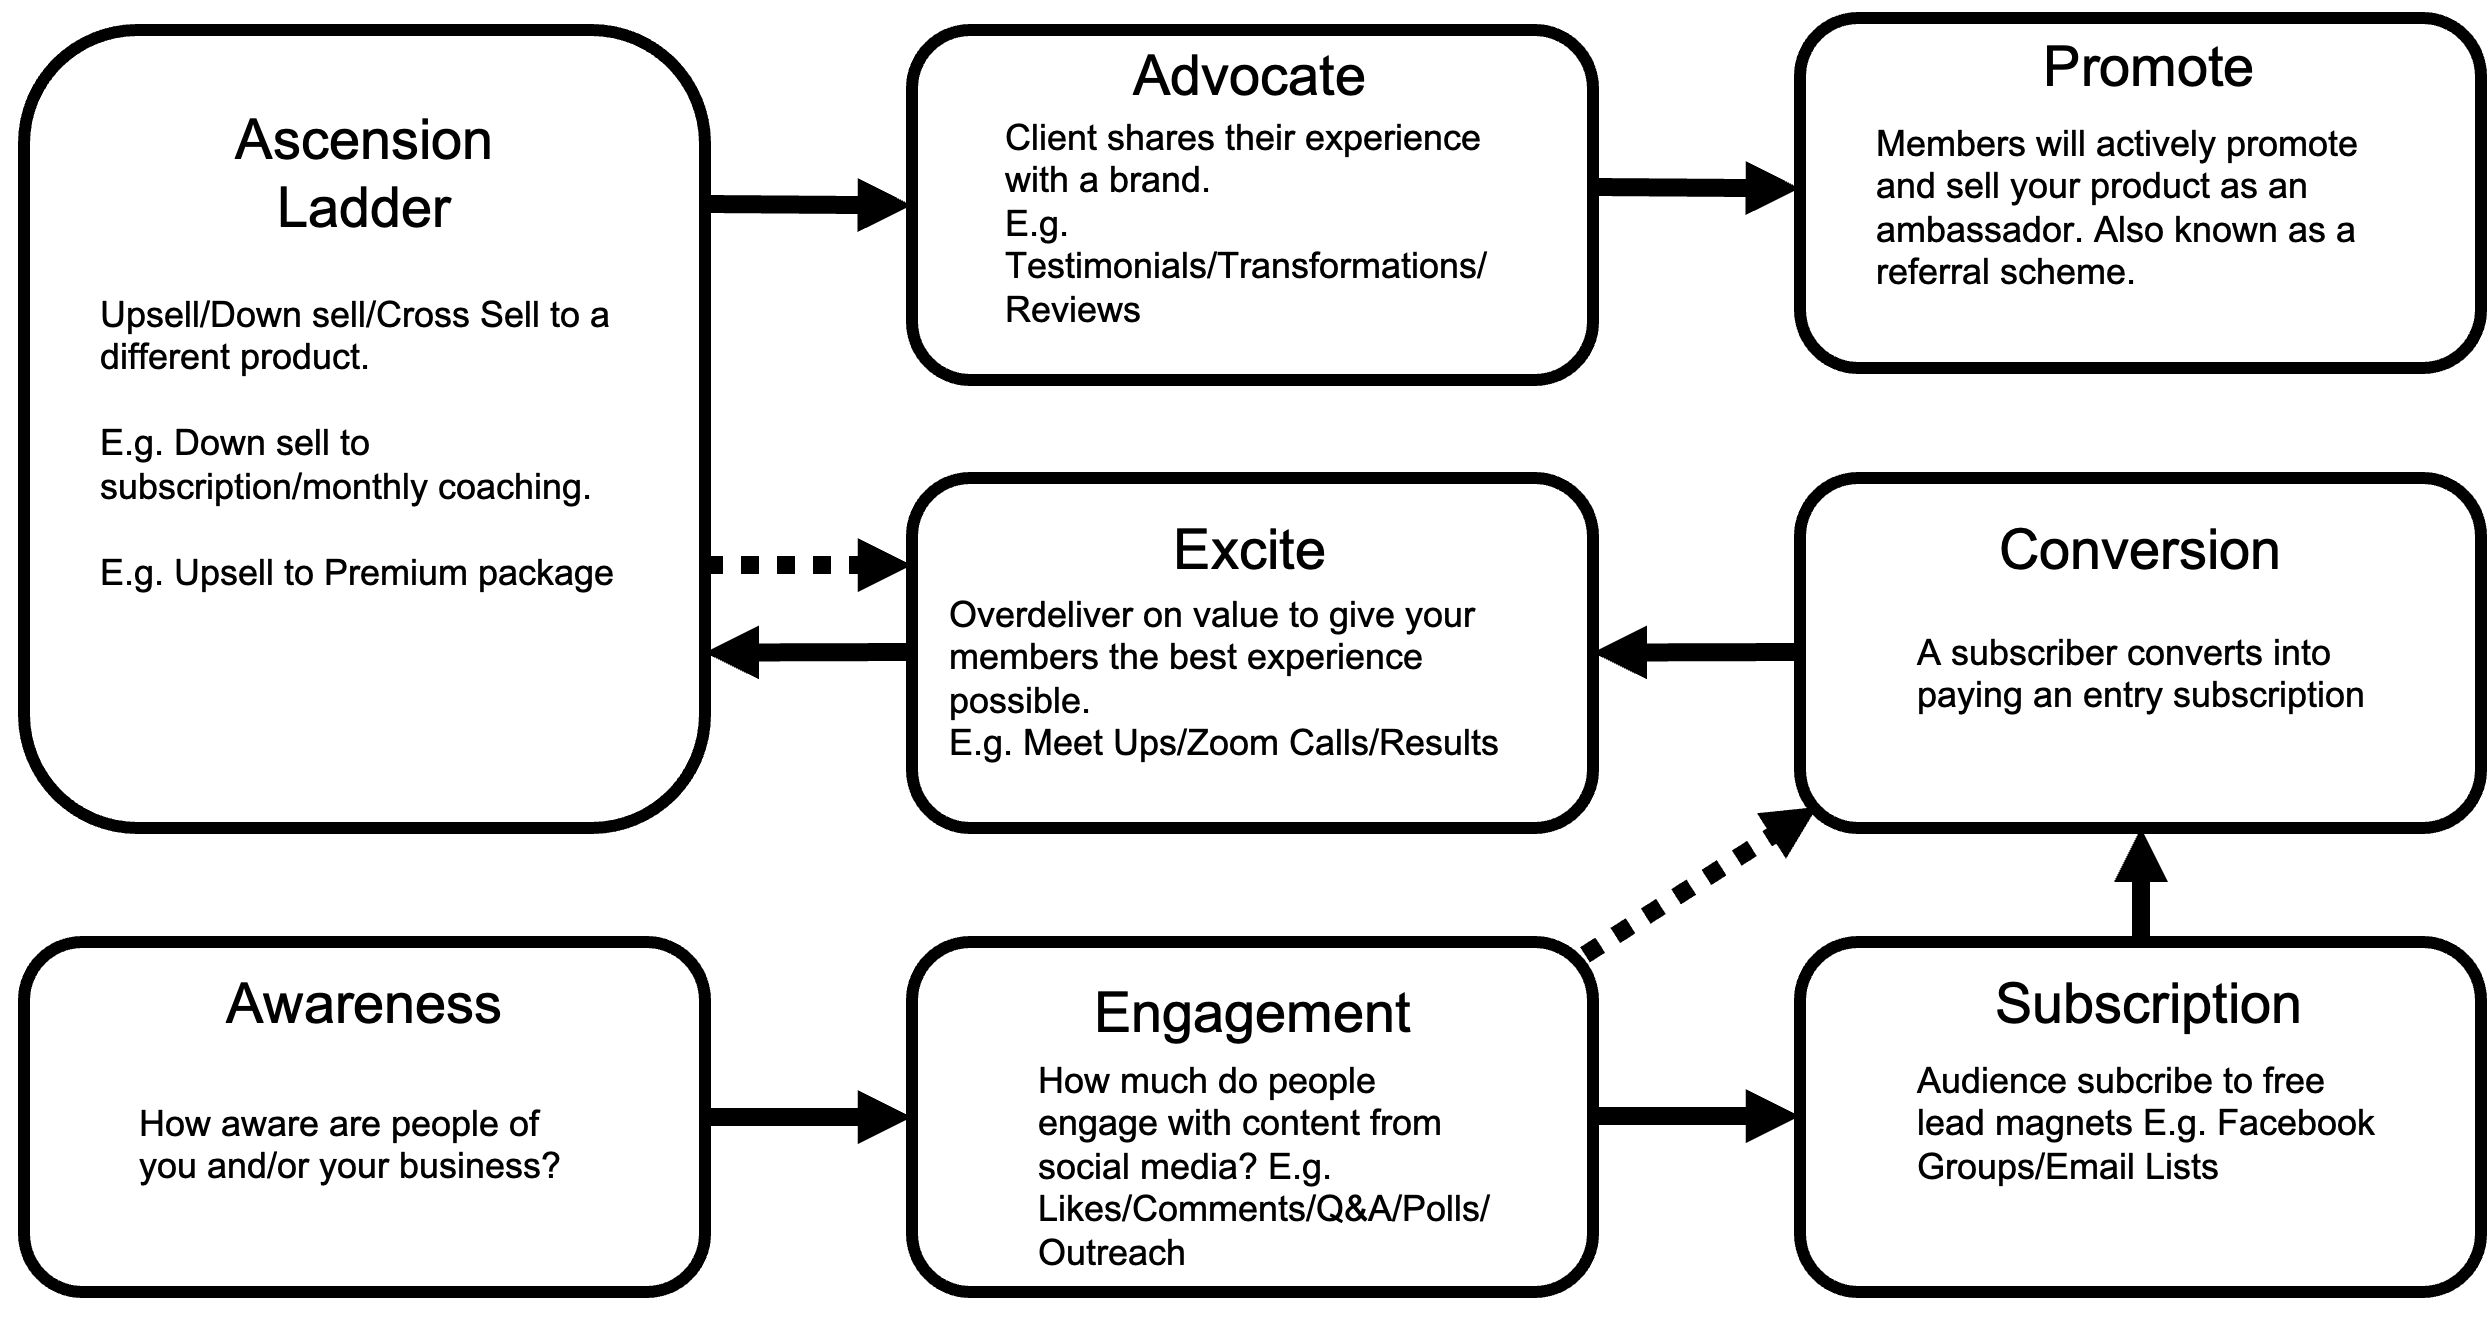 Ascension
Ladder
Upsell/Down sell/Cross Sell to a
different product.
E.g. Down sell to
subscription/monthly coaching.
E.g. Upsell to Premium package
Advocate
Client shares their experience
with a brand.
E.g.
Testimonials/Transformations/
Reviews
Promote
Members will actively promote
and sell your product as an
ambassador. Also known as a
referral scheme.
Excite
Overdeliver on value to give your
members the best experience
possible.
E.g. Meet Ups/Zoom Calls/Results
Conversion
A subscriber converts into
paying an entry subscription
Awareness
How aware are people of
you and/or your business?
Engagement
How much do people
engage with content from
social media? E.g.
Likes/Comments/Q&A/Polls/
Outreach
Subscription
Audience subcribe to free
lead magnets E.g. Facebook
Groups/Email Lists